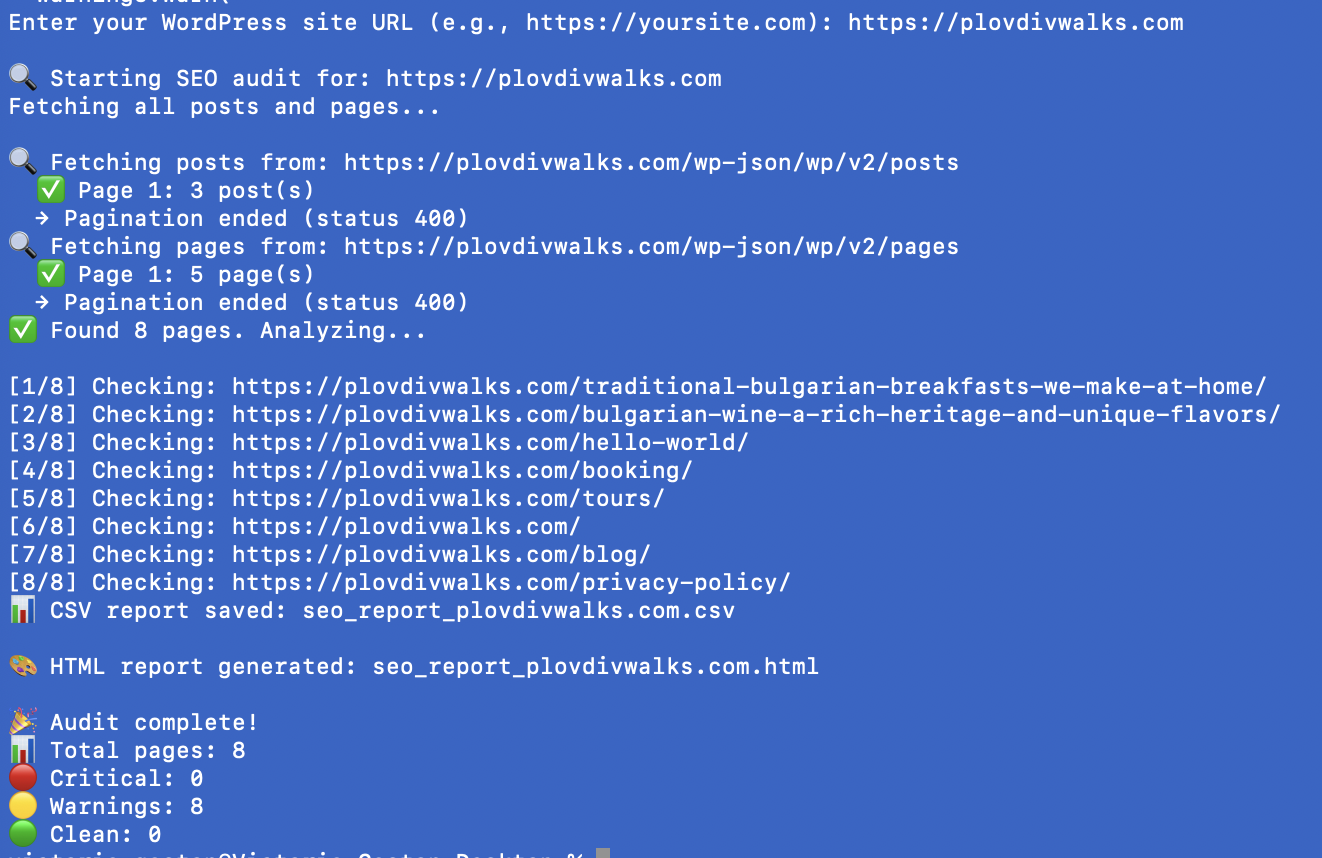 warnings.warn(
Enter your WordPress site URL (e.g., https://yoursite.com): https://plovdivwalks.com
🔍 Starting SEO audit for: https://plovdivwalks.com
Fetching all posts and pages...
🔍 Fetching posts from: https://plovdivwalks.com/wp-json/wp/v2/posts
✅ Page 1: 3 post(s)
→ Pagination ended (status 400)
🔍 Fetching pages from: https://plovdivwalks.com/wp-json/wp/v2/pages
✅ Page 1: 5 page(s)
→ Pagination ended (status 400)
✅ Found 8 pages. Analyzing...
[1/8] Checking: https://plovdivwalks.com/traditional-bulgarian-breakfasts-we-make-at-home/
[2/8] Checking: https://plovdivwalks.com/bulgarian-wine-a-rich-heritage-and-unique-flavors/
[3/8] Checking: https://plovdivwalks.com/hello-world/
[4/8] Checking: https://plovdivwalks.com/booking/
[5/8] Checking: https://plovdivwalks.com/tours/
[6/8] Checking: https://plovdivwalks.com/
[7/8] Checking: https://plovdivwalks.com/blog/
[8/8] Checking: https://plovdivwalks.com/privacy-policy/
📊 CSV report saved: seo_report_plovdivwalks.com.csv
🎨 HTML report generated: seo_report_plovdivwalks.com.html
🎉 Audit complete!
📊 Total pages: 8
🔴 Critical: 0
🟡 Warnings: 8
🟢 Clean: 0